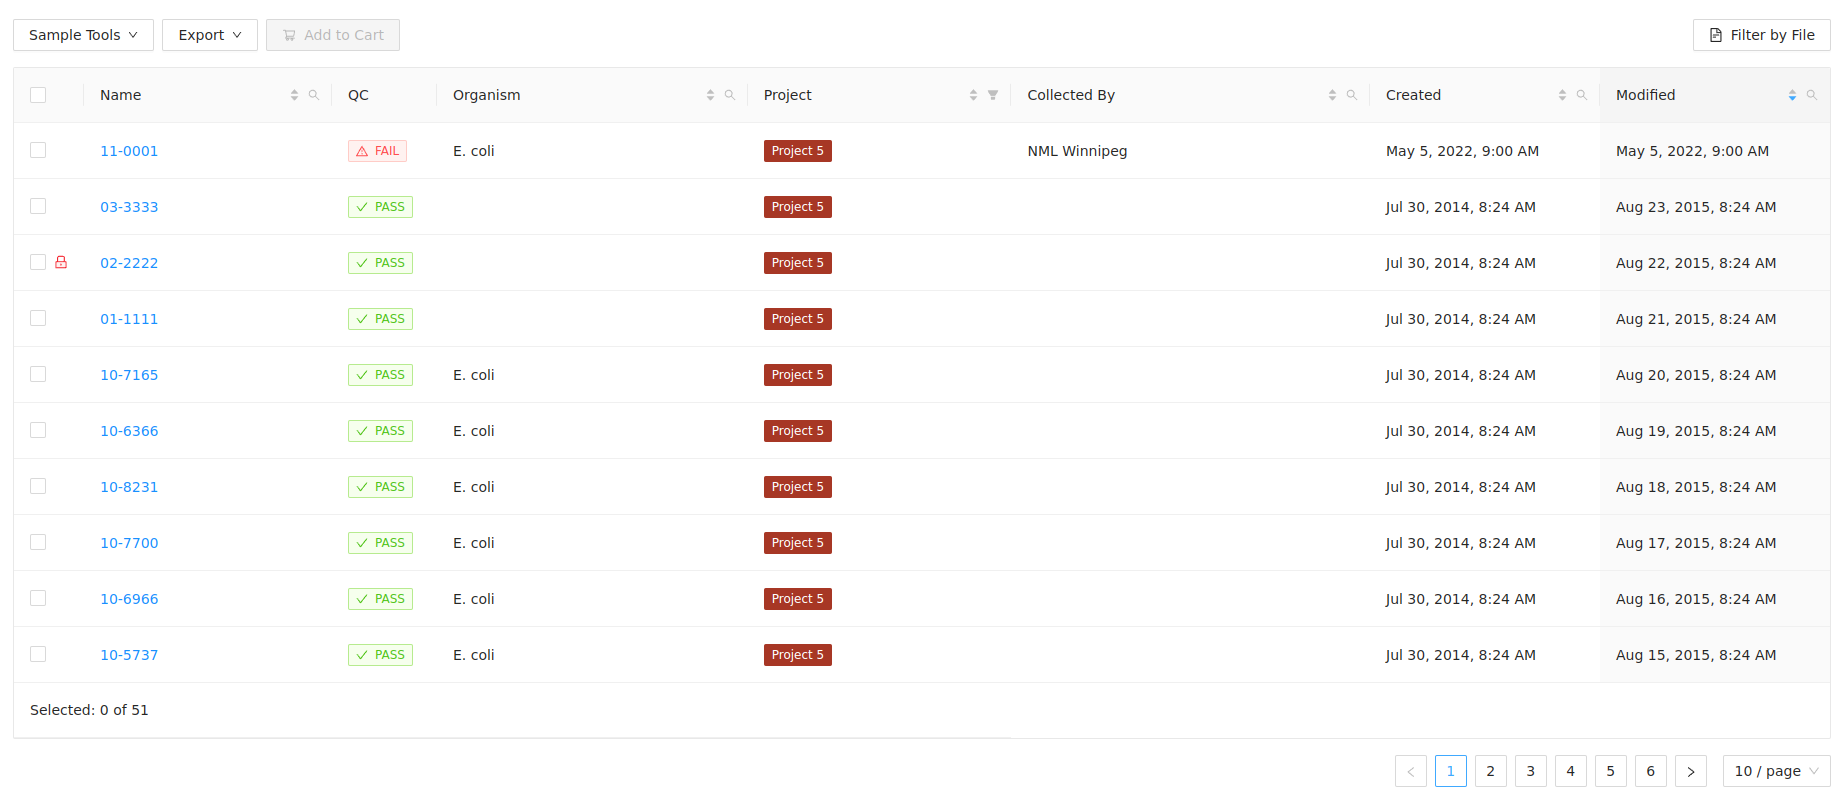 Sample Tools Export Add to Cart Filter by File
Name QC Organism Project Collected By Created Modified
11-0001 FAIL E. coli Project 5 NML Winnipeg May 5, 2022, 9:00 AM May 5, 2022, 9:00 AM
03-3333 PASS Project 5 Jul 30, 2014, 8:24 AM Aug 23, 2015, 8:24 AM
02-2222 PASS Project 5 Jul 30, 2014, 8:24 AM Aug 22, 2015, 8:24 AM
01-1111 PASS Project 5 Jul 30, 2014, 8:24 AM Aug 21, 2015, 8:24 AM
10-7165 PASS E. coli Project 5 Jul 30, 2014, 8:24 AM Aug 20, 2015, 8:24 AM
10-6366 PASS E. coli Project 5 Jul 30, 2014, 8:24 AM Aug 19, 2015, 8:24 AM
10-8231 PASS E. coli Project 5 Jul 30, 2014, 8:24 AM Aug 18, 2015, 8:24 AM
10-7700 PASS E. coli Project 5 Jul 30, 2014, 8:24 AM Aug 17, 2015, 8:24 AM
10-6966 PASS E. coli Project 5 Jul 30, 2014, 8:24 AM Aug 16, 2015, 8:24 AM
10-5737 PASS E. coli Project 5 Jul 30, 2014, 8:24 AM Aug 15, 2015, 8:24 AM
Selected: 0 of 51
< 1 2 3 4 5 6 > 10 / page